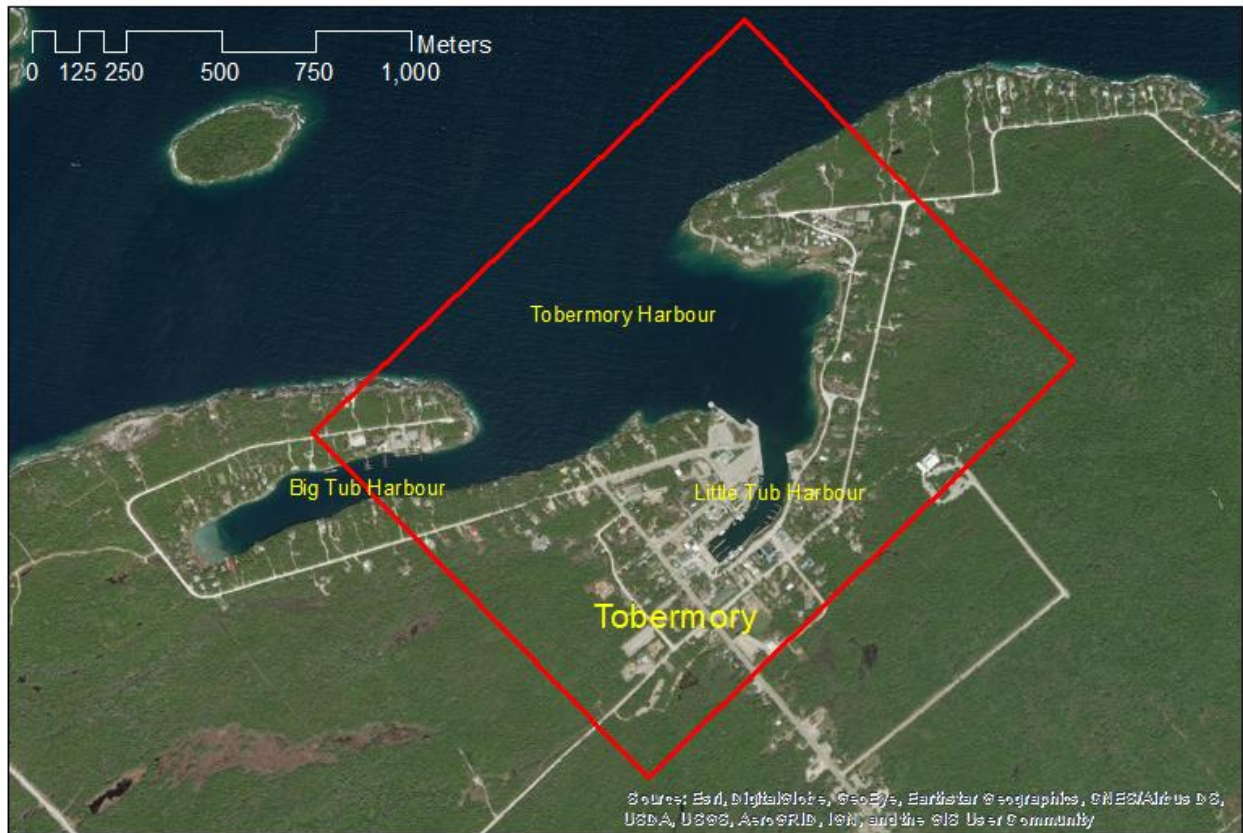 Meters
0 125 250 500 750 1,000
Tobermory Harbour
Big Tub Harbour
Little Tub Harbour
Tobermory
Source: Esri, DigitalGlobe, GeoEye, Earthstar Geographics, CNES/Airbus DS,
USDA, USGS, AeroGRID, IGN, and the GIS User Community